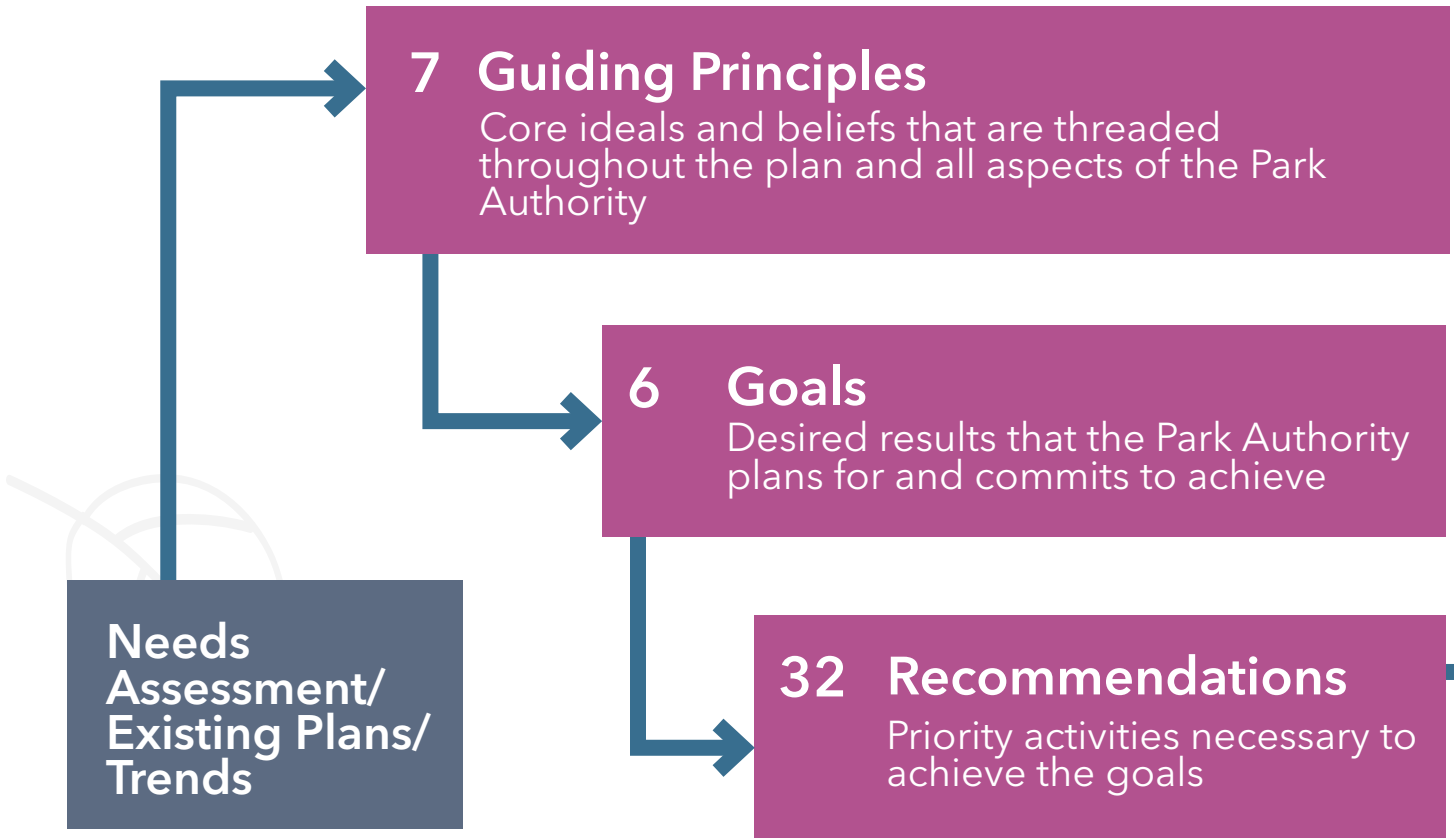 7 Guiding Principles
Core ideals and beliefs that are threaded
throughout the plan and all aspects of the Park
Authority
6 Goals
Desired results that the Park Authority
plans for and commits to achieve
Needs
Assessment/
Existing Plans/
Trends
32 Recommendations
Priority activities necessary to
achieve the goals